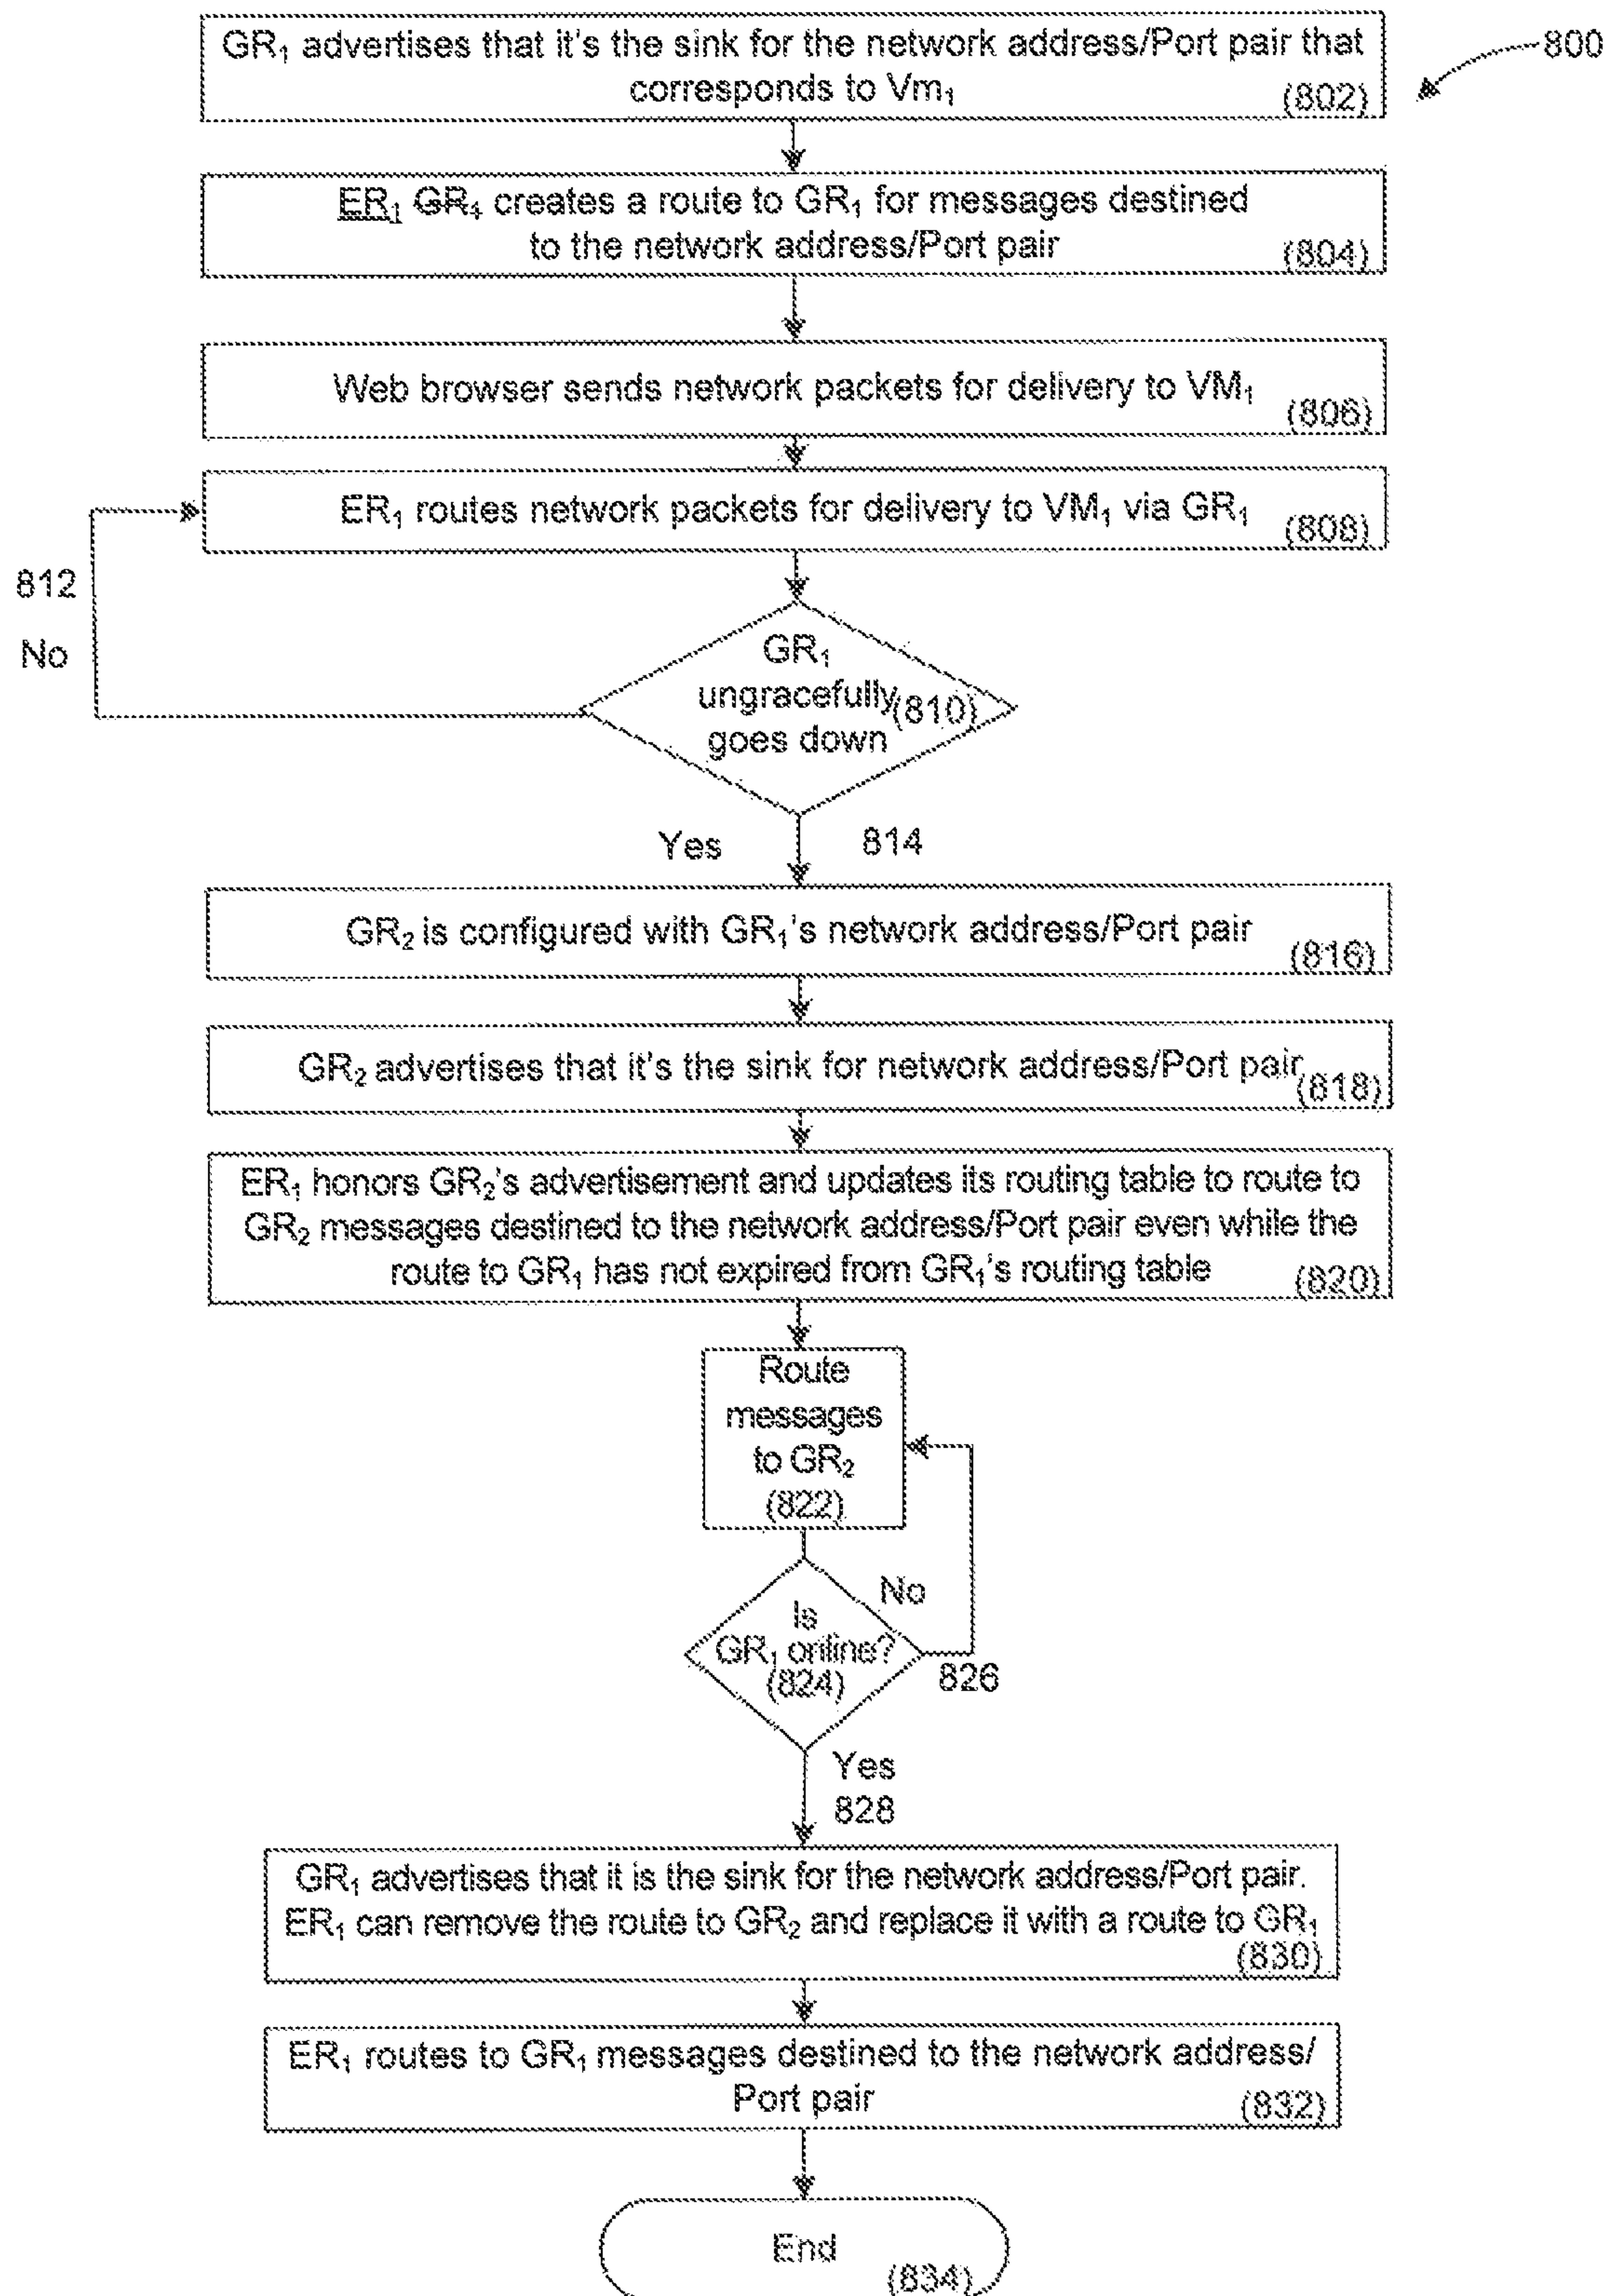 GR₁ advertises that it's the sink for the network address/Port pair that
corresponds to Vm₁
(802)
800
ER₁ GR₁ creates a route to GR₁ for messages destined
to the network address/Port pair
(804)
Web browser sends network packets for delivery to VM₁
(806)
ER₁ routes network packets for delivery to VM₁ via GR₁
(808)
812
No
GR₁
ungracefully
(810)
goes down
Yes
814
GR₂ is configured with GR₁'s network address/Port pair
(816)
GR₂ advertises that it's the sink for network address/Port pair
(818)
ER₁ honors GR₂'s advertisement and updates its routing table to route to
GR₂ messages destined to the network address/Port pair even while the
route to GR₁ has not expired from GR₁'s routing table
(820)
Route
messages
to GR₂
(822)
No
Is
GR₁ online?
(824)
826
Yes
828
GR₁ advertises that it is the sink for the network address/Port pair.
ER₁ can remove the route to GR₂ and replace it with a route to GR₁
(830)
ER₁ routes to GR₁ messages destined to the network address/
Port pair
(832)
End
(834)